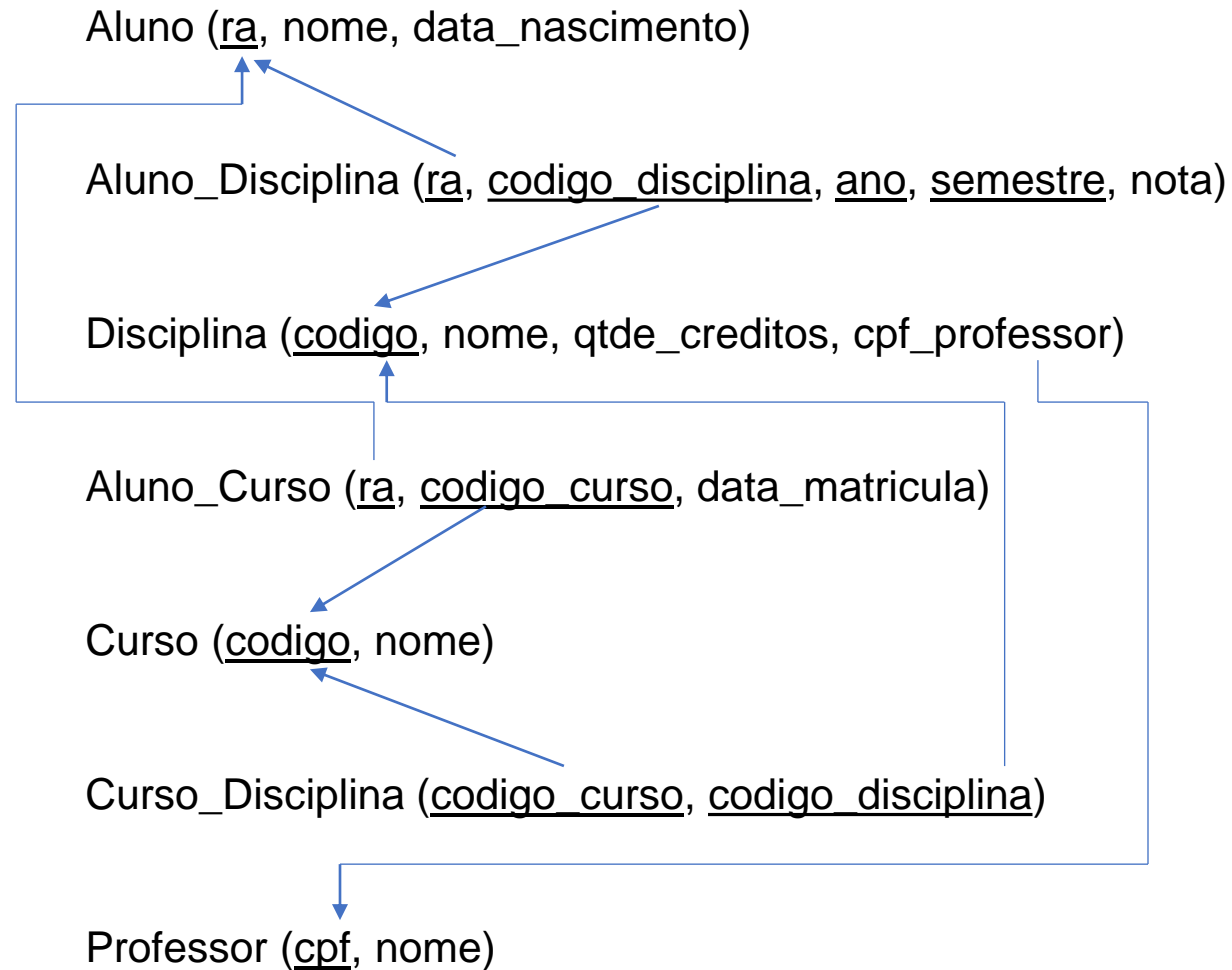 Aluno (ra, nome, data_nascimento)
Aluno_Disciplina (ra, codigo_disciplina, ano, semestre, nota)
Disciplina (codigo, nome, qtde_creditos, cpf_professor)
Aluno_Curso (ra, codigo_curso, data_matricula)
Curso (codigo, nome)
Curso_Disciplina (codigo_curso, codigo_disciplina)
Professor (cpf, nome)